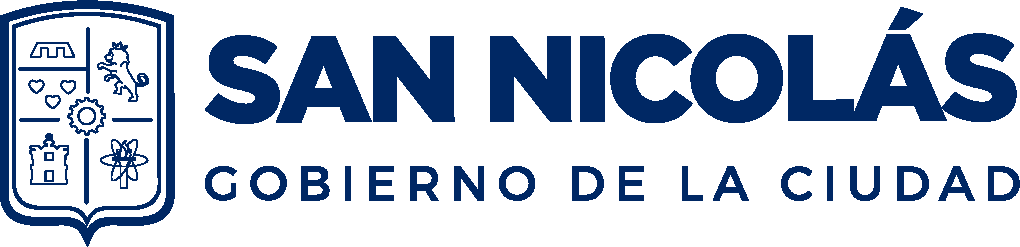 SAN NICOLÁS
GOBIERNO DE LA CIUDAD